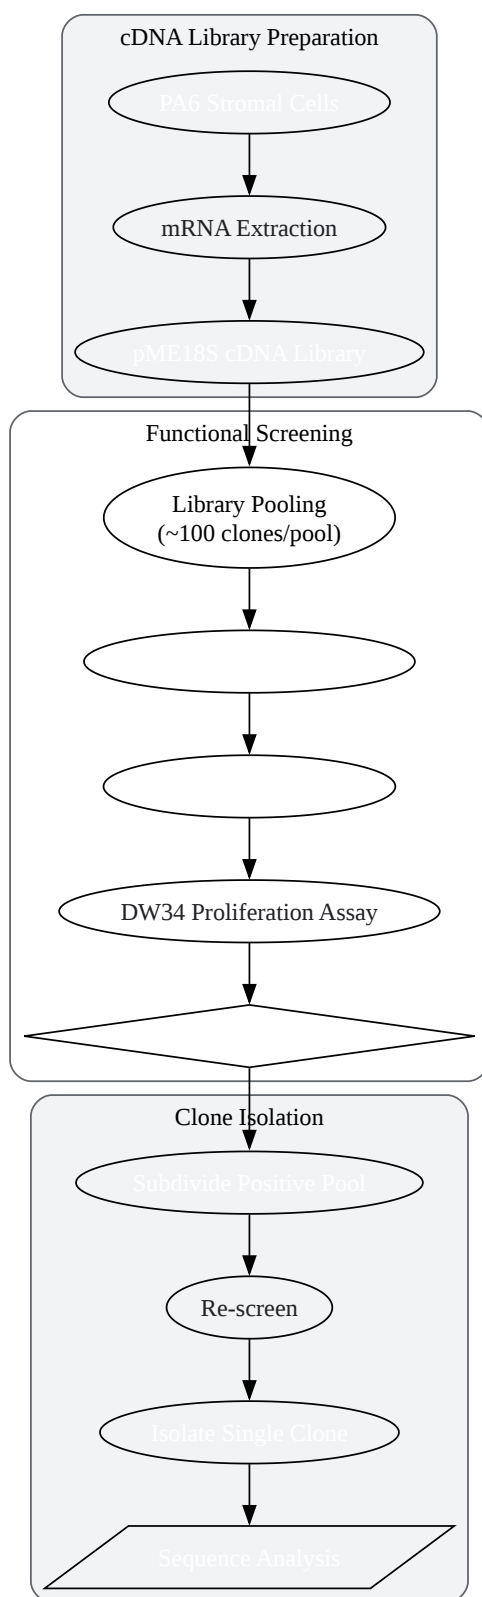 cDNA Library Preparation
PA6 Stromal Cells
mRNA Extraction
pME18S cDNA Library
Functional Screening
Library Pooling
(~100 clones/pool)
DW34 Proliferation Assay
Clone Isolation
Subdivide Positive Pool
Re-screen
Isolate Single Clone
Sequence Analysis